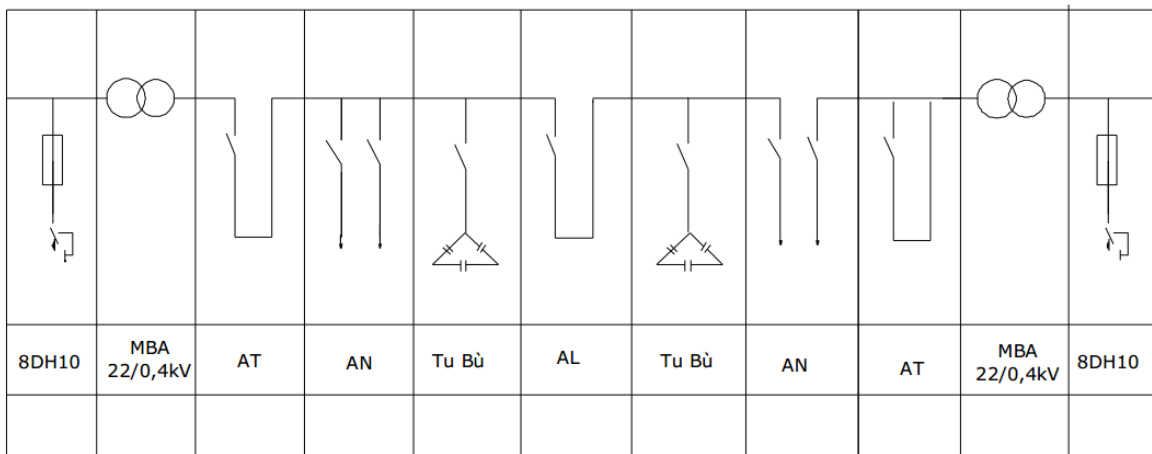 8DH10
MBA
22/0,4kV
AT
AN
Tu Bù
AL
Tu Bù
AN
AT
MBA
22/0,4kV
8DH10